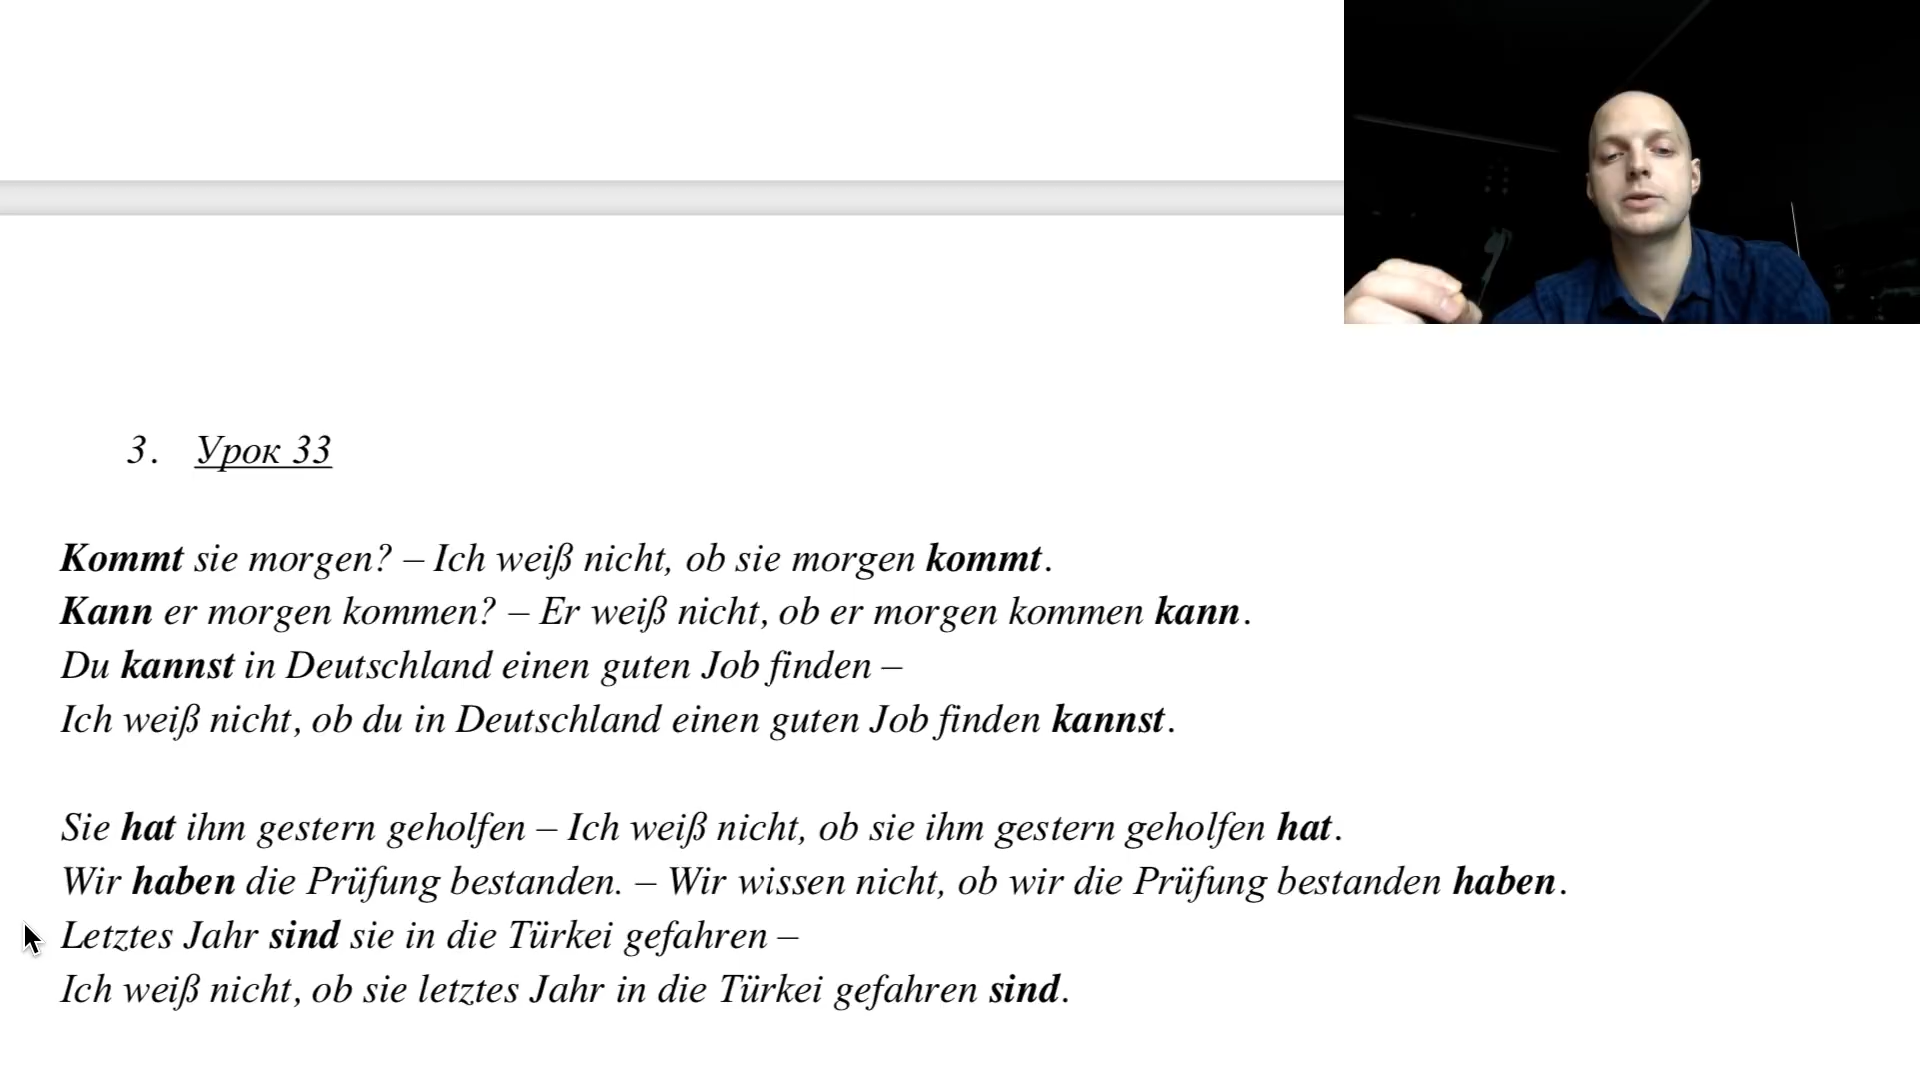 3. Урок 33
Kommt sie morgen? – Ich weiß nicht, ob sie morgen kommt.
Kann er morgen kommen? – Er weiß nicht, ob er morgen kommen kann.
Du kannst in Deutschland einen guten Job finden –
Ich weiß nicht, ob du in Deutschland einen guten Job finden kannst.
Sie hat ihm gestern geholfen – Ich weiß nicht, ob sie ihm gestern geholfen hat.
Wir haben die Prüfung bestanden. – Wir wissen nicht, ob wir die Prüfung bestanden haben.
Letztes Jahr sind sie in die Türkei gefahren –
Ich weiß nicht, ob sie letztes Jahr in die Türkei gefahren sind.